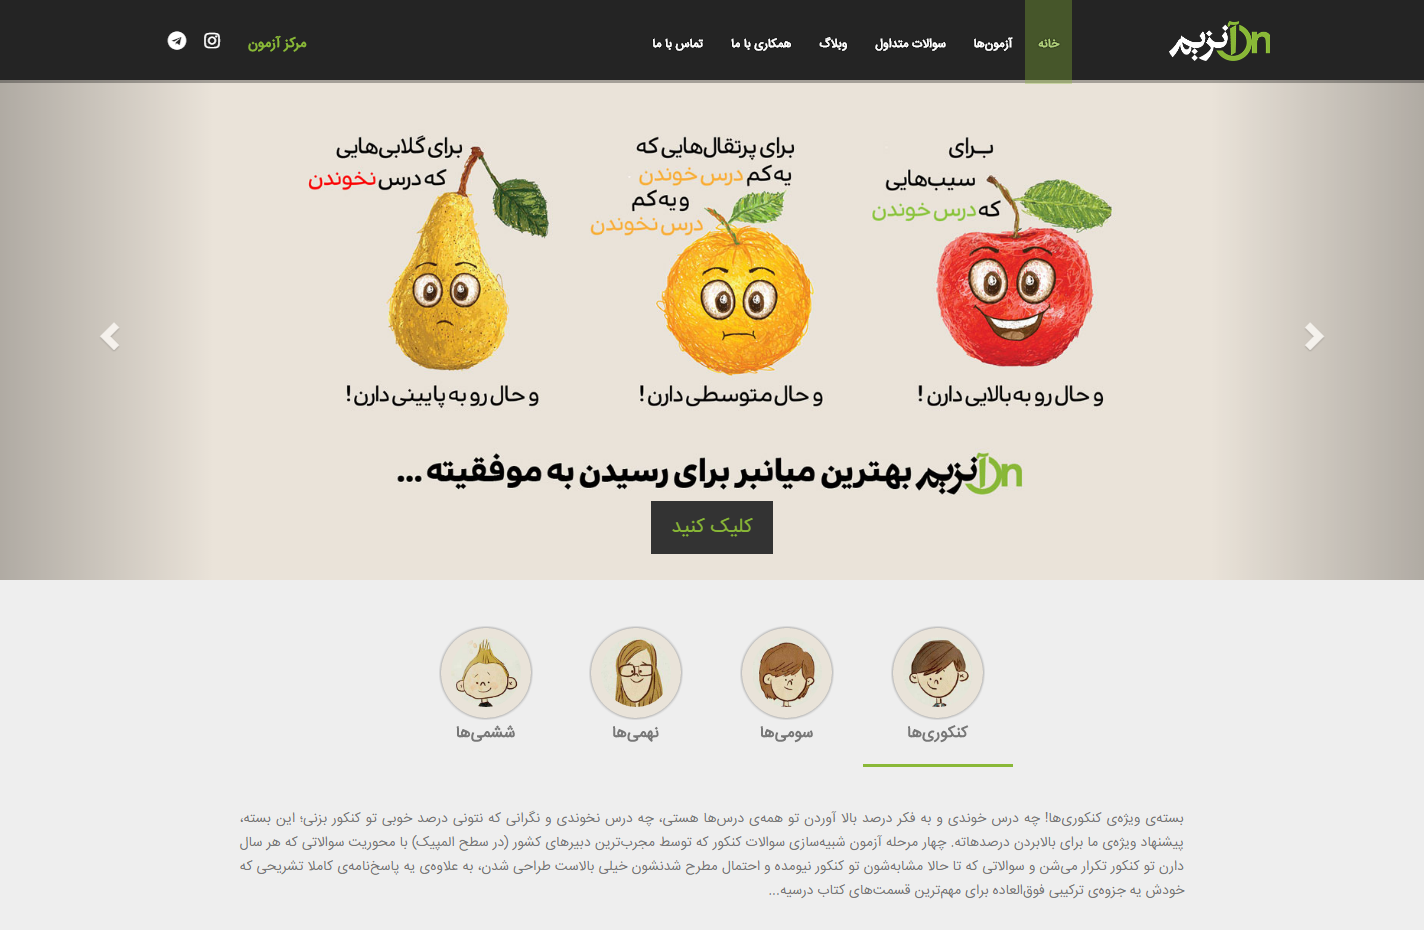 آنزیم
خانه
آزمون‌ها
سوالات متداول
وبلاگ
همکاری با ما
تماس با ما
مرکز آزمون
بـرای
سیب‌هایی
که درس خوندن
و حال رو به بالایی دارن !
برای پرتقال‌هایی که
یه کم درس خوندن
و یه کم
درس نخوندن
و حال متوسطی دارن !
برای گلابی‌هایی
که درس نخوندن
و حال رو به پایینی دارن !
آنزیم بهترین میانبر برای رسیدن به موفقیته ...
کلیک کنید
کنکوری‌ها
سومی‌ها
نهمی‌ها
ششمی‌ها
بسته‌ی ویژه‌ی کنکوری‌ها! چه درس خوندی و به فکر درصد بالا آوردن تو همه‌ی درس‌ها هستی، چه درس نخوندی و نگرانی که نتونی درصد خوبی تو کنکور بزنی؛ این بسته،
پیشنهاد ویژه‌ی ما برای بالابردن درصدهاته. چهار مرحله آزمون شبیه‌سازی سوالات کنکور که توسط مجرب‌ترین دبیرهای کشور (در سطح المپیک) با محوریت سوالاتی که هر سال
دارن تو کنکور تکرار می‌شن و سوالاتی که تا حالا مشابه‌شون تو کنکور نیومده و احتمال مطرح شدنشون خیلی بالاست طراحی شدن، به علاوه‌ی یه پاسخ‌نامه‌ی کاملا تشریحی که
خودش یه جزوه‌ی ترکیبی فوق‌العاده برای مهم‌ترین قسمت‌های کتاب درسیه...